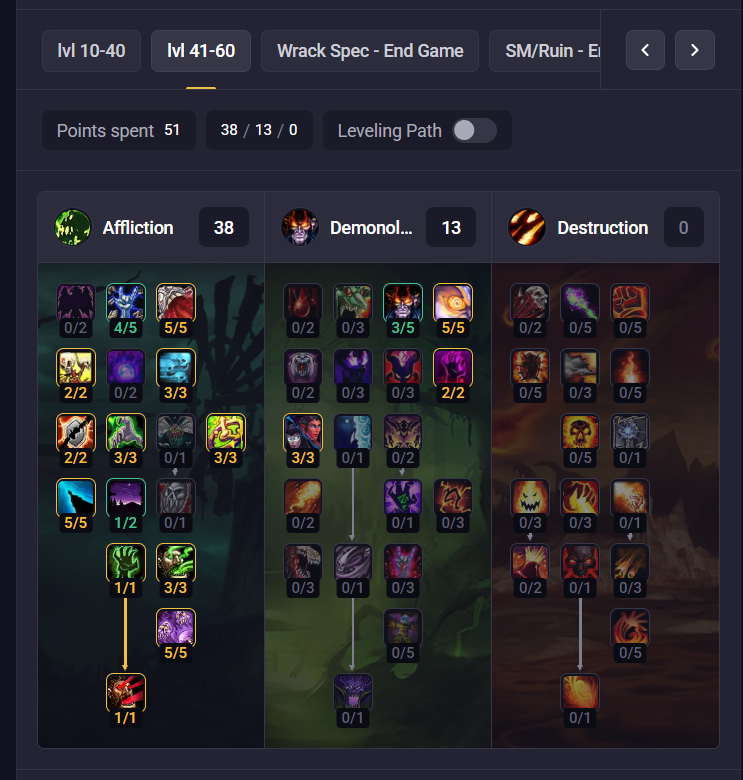 lvl 10-40 lvl 41-60 Wrack Spec - End Game SM/Ruin - E
Points spent 51 38 / 13 / 0 Leveling Path
Affliction 38 Demonol... 13 Destruction 0
0/2 4/5 5/5 0/2 0/3 3/5 5/5 0/2 0/5 0/5
2/2 0/2 3/3 0/2 0/3 0/3 2/2 0/5 0/3 0/5
2/2 3/3 0/1 3/3 3/3 0/1 0/2 0/5 0/1
5/5 1/2 0/1 0/2 0/1 0/3 0/3 0/3 0/1
1/1 3/3 0/3 0/1 0/3 0/2 0/1 0/3
5/5 0/5 0/5
1/1 0/1 0/1